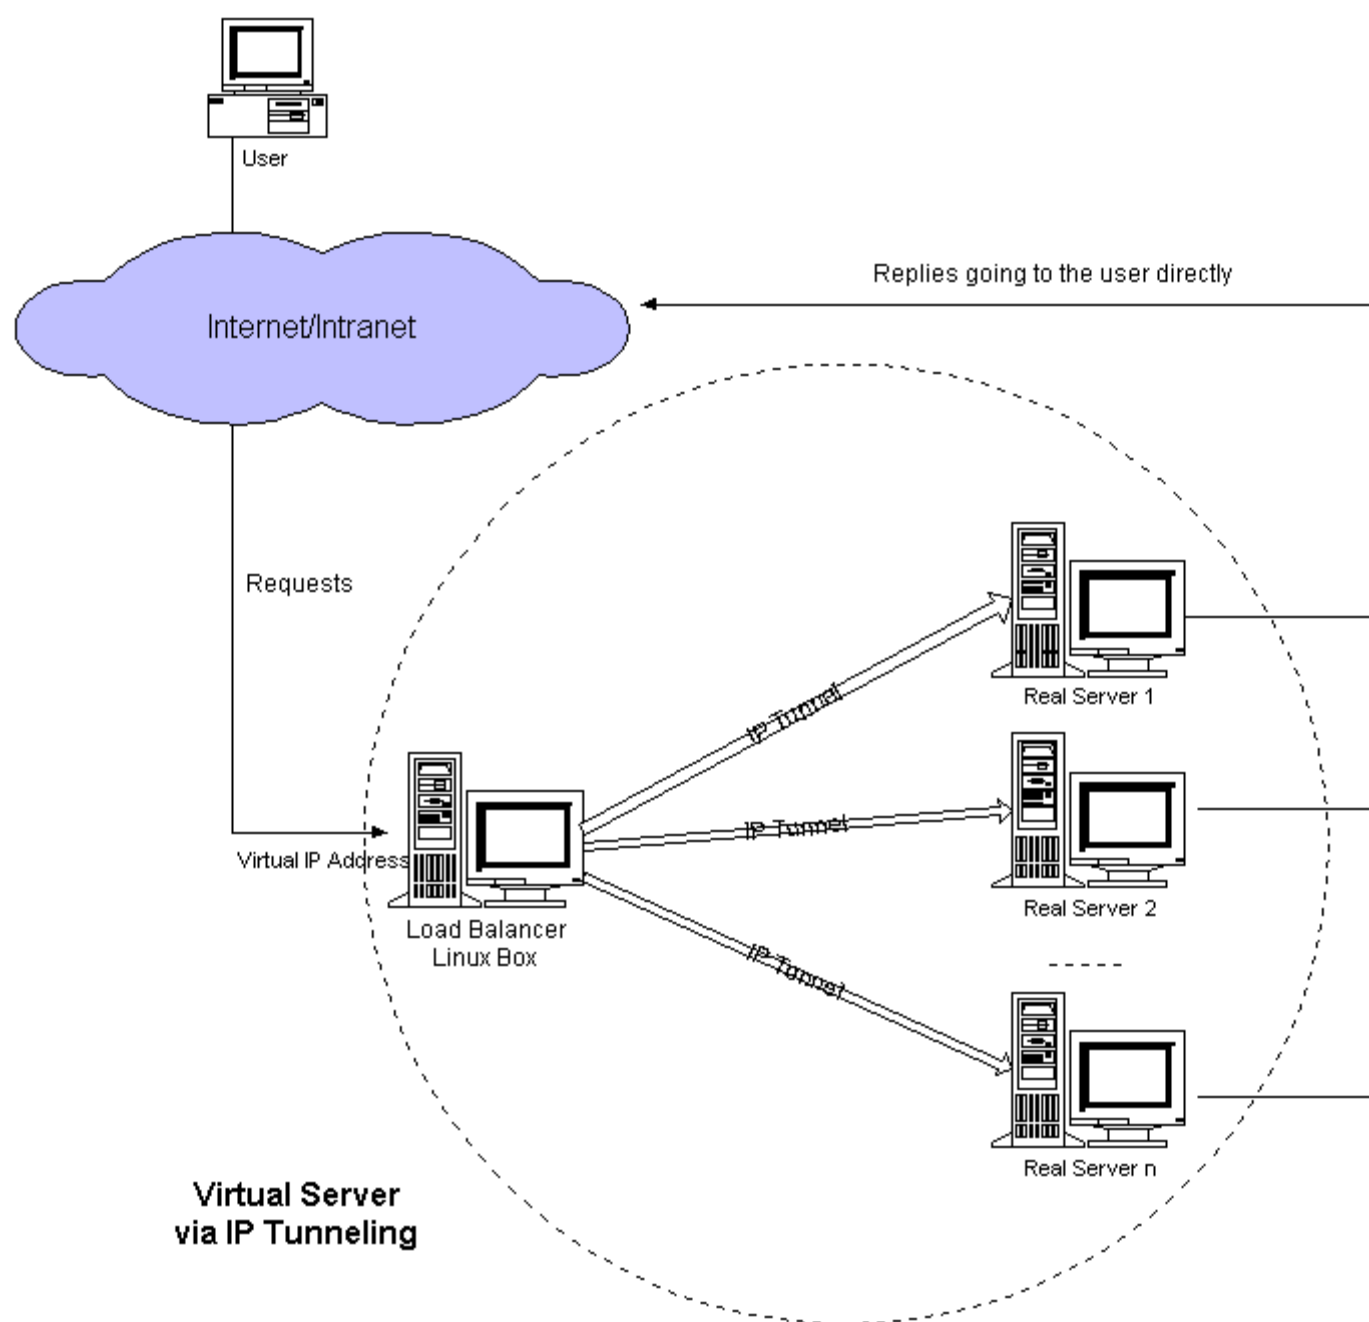 User
Replies going to the user directly
Internet/Intranet
Requests
IP Tunnel
Real Server 1
IP Tunnel
Virtual IP Address
Real Server 2
Load Balancer
Linux Box
IP Tunnel
Real Server n
Virtual Server
via IP Tunneling